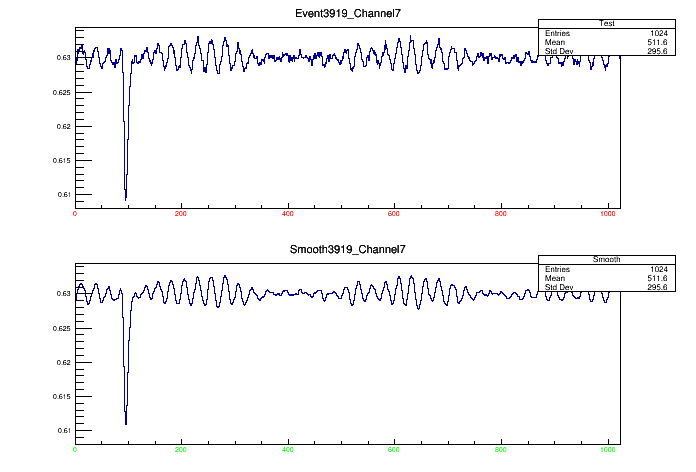 Event3919_Channel7
Test
Entries 1024
Mean 511.6
Std Dev 295.6
0.63
0.625
0.62
0.615
0.61
0 200 400 600 800 1000
Smooth3919_Channel7
Smooth
Entries 1024
Mean 511.6
Std Dev 295.6
0.63
0.625
0.62
0.615
0.61
0 200 400 600 800 1000